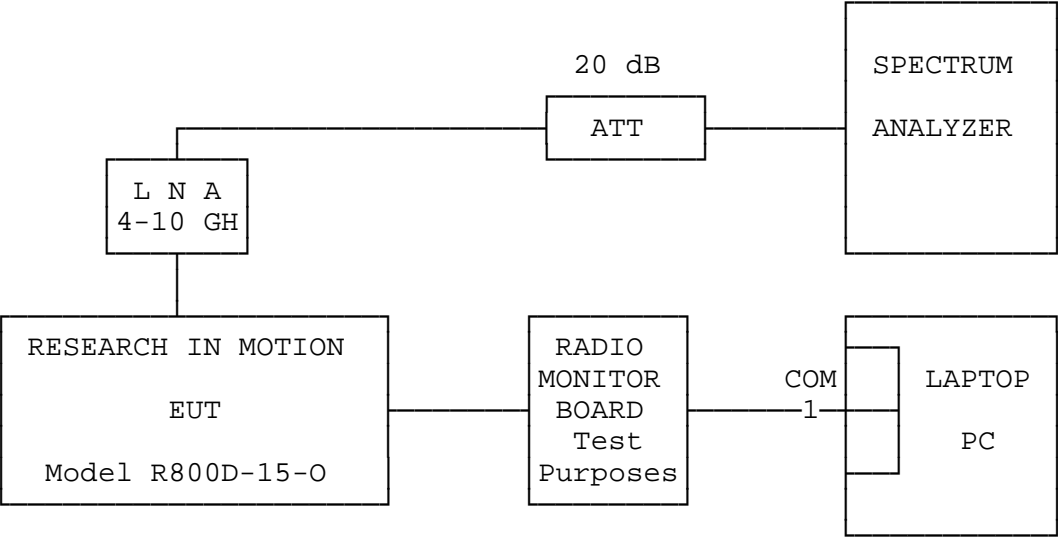 20 dB
ATT
SPECTRUM
ANALYZER
L N A
4-10 GH
RESEARCH IN MOTION
EUT
Model R800D-15-O
RADIO
MONITOR
BOARD
Test
Purposes
COM
1
LAPTOP
PC